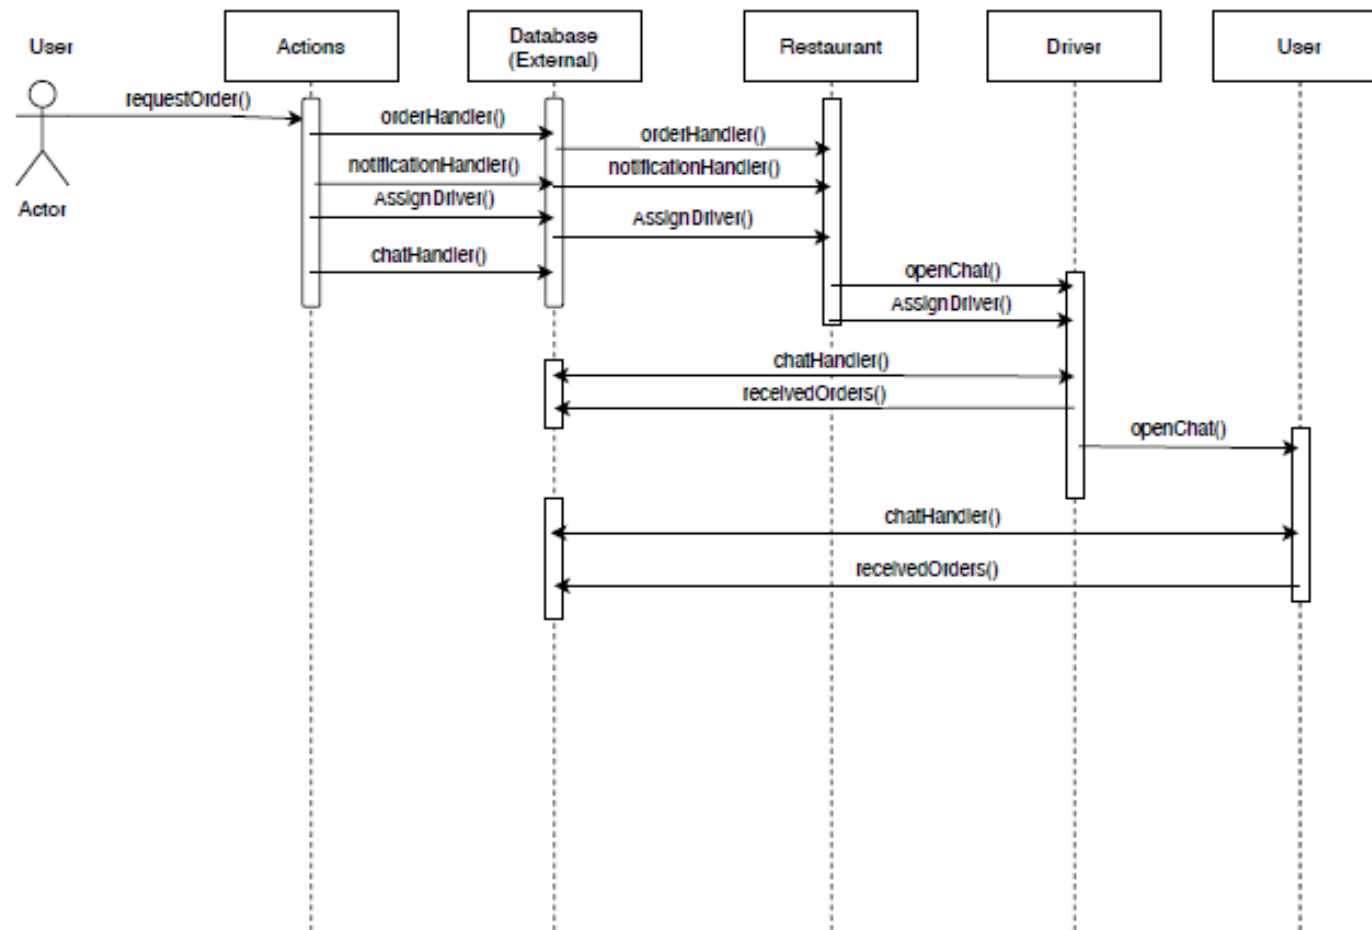 User
Actions
Database
(External)
Restaurant
Driver
User
requestOrder()
orderHandler()
orderHandler()
notificationHandler()
notificationHandler()
AssignDriver()
AssignDriver()
Actor
chatHandler()
openChat()
AssignDriver()
chatHandler()
receivedOrders()
openChat()
chatHandler()
receivedOrders()